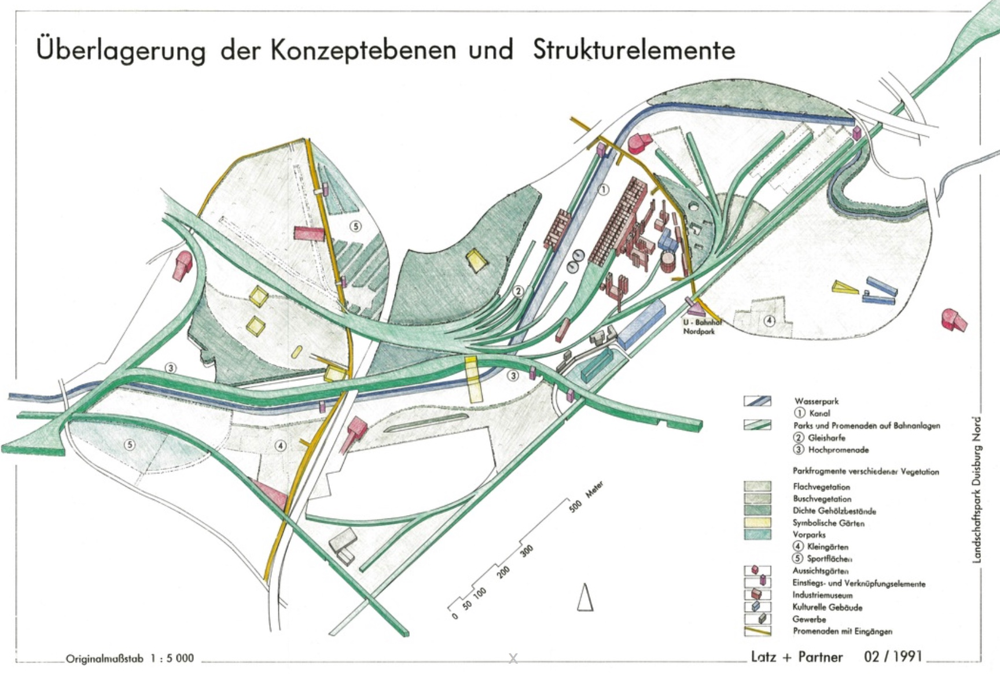 Überlagerung der Konzeptebenen und Strukturelemente
5
1
2
U - Bahnhof
Nordpark
4
3
3
5
4
Wasserpark
1 Kanal
Parks und Promenaden auf Bahnanlagen
2 Gleisharfe
3 Hochpromenade
Parkfragmente verschiedener Vegetation
Flachvegetation
Buschvegetation
Dichte Gehölzbestände
Symbolische Gärten
Vorparks
4 Kleingärten
5 Sportflächen
Aussichtsgärten
Einstiegs- und Verknüpfungselemente
Industriemuseum
Kulturelle Gebäude
Gewerbe
Promenaden mit Eingängen
0 50 100 200 300 500 Meter
Landschaftspark Duisburg Nord
Originalmaßstab 1 : 5 000
X
Latz + Partner 02 / 1991